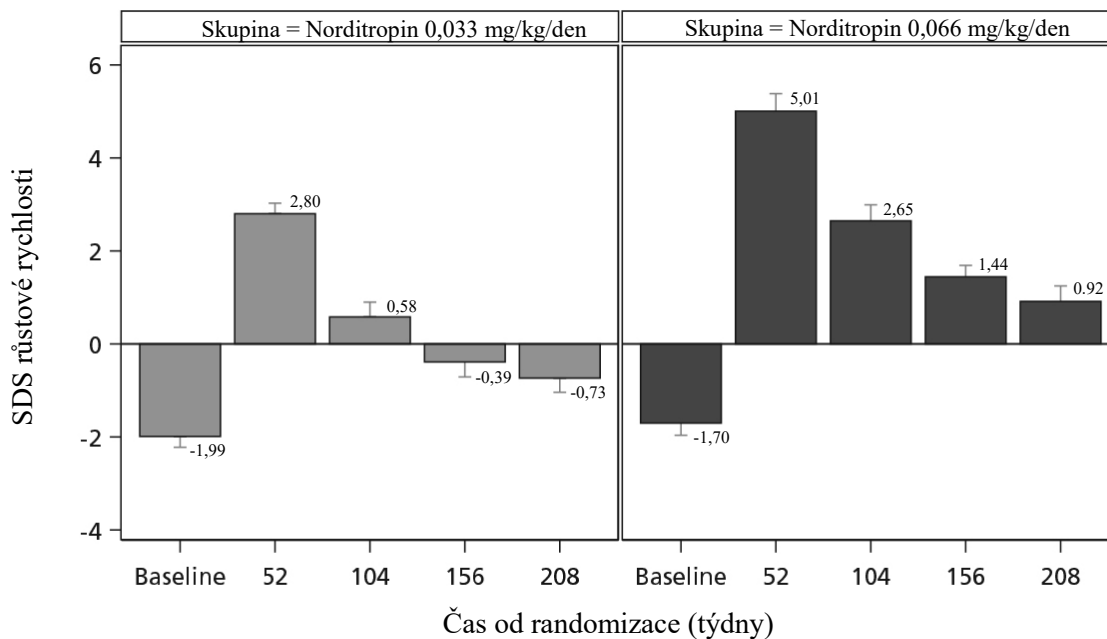 Skupina = Norditropin 0,033 mg/kg/den
Skupina = Norditropin 0,066 mg/kg/den
SDS růstové rychlosti
6
4
2
0
-2
-4
-1,99
2,80
0,58
-0,39
-0,73
-1,70
5,01
2,65
1,44
0.92
Baseline 52 104 156 208
Baseline 52 104 156 208
Čas od randomizace (týdny)